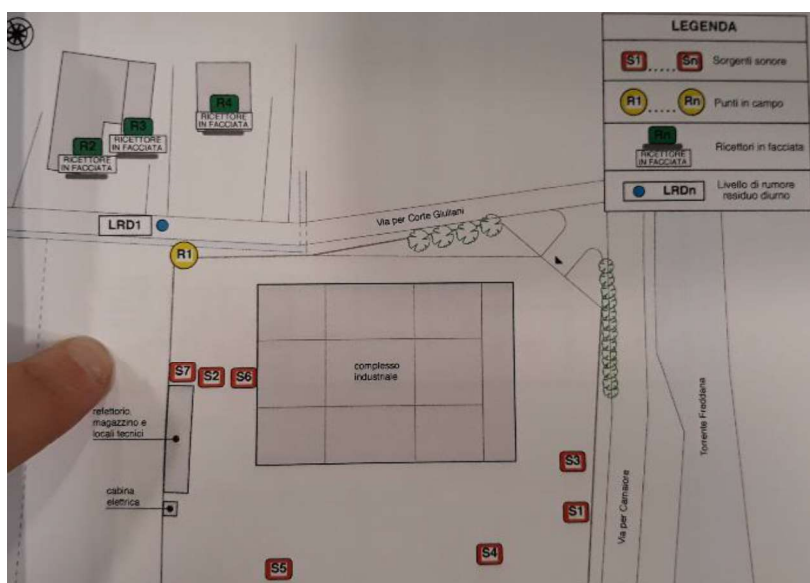 LEGENDA
S1 ..... Sn Sorgenti sonore
R1 ..... Rn Punti in campo
Rn
RICETTORE
IN FACCIATA
Ricettori in facciata
LRDn
Livello di rumore
residuo diurno
R4
RICETTORE
IN FACCIATA
R3
RICETTORE
IN FACCIATA
R2
RICETTORE
IN FACCIATA
LRD1
Via per Corte Giuliani
R1
S7
S2
S6
complesso
industriale
refettorio,
magazzino e
locali tecnici
cabina
elettrica
S3
S1
S4
S5
Via per Camaiore
Torrente Freddana